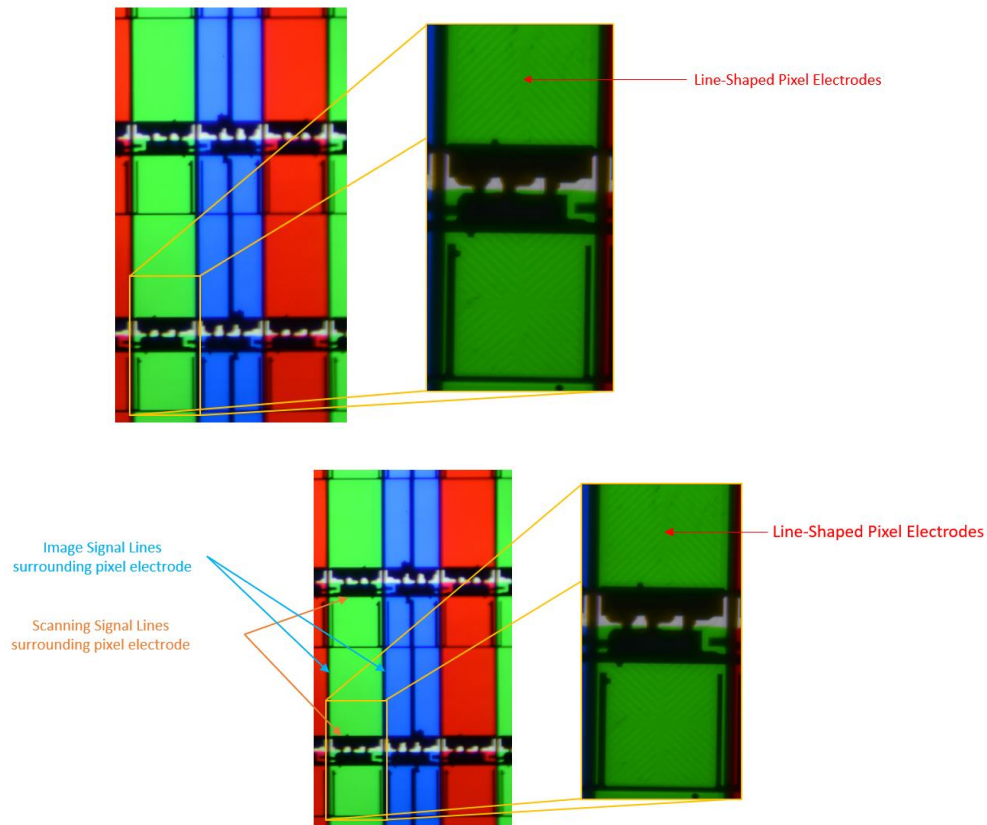 Line-Shaped Pixel Electrodes
Line-Shaped Pixel Electrodes
Image Signal Lines
surrounding pixel electrode
Scanning Signal Lines
surrounding pixel electrode